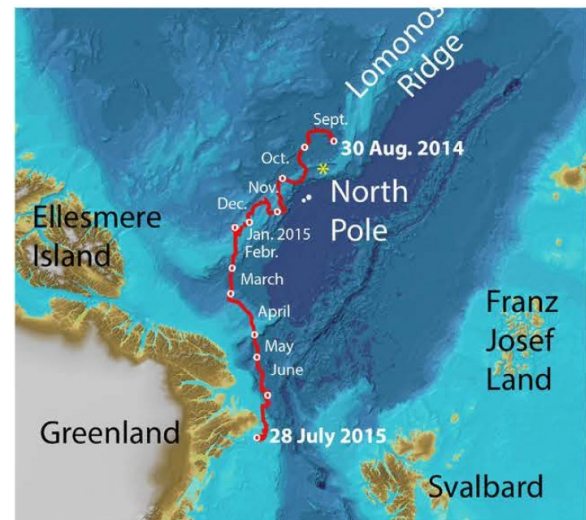 Lomonos
Ridge
Sept.
30 Aug. 2014
Oct.
Nov.
North
Pole
Dec.
Jan. 2015
Febr.
Ellesmere
Island
March
April
Franz
Josef
Land
May
June
Greenland
28 July 2015
Svalbard